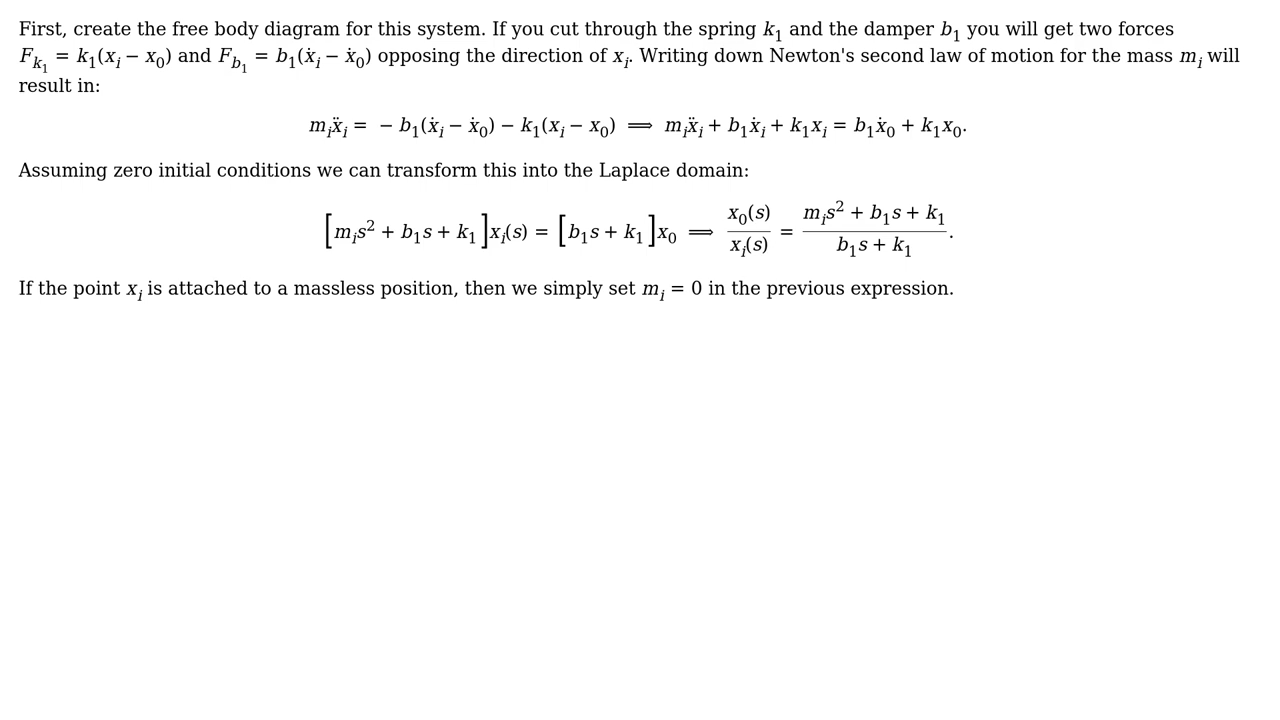 First, create the free body diagram for this system. If you cut through the spring k₁ and the damper b₁ you will get two forces
F_{k₁} = k₁(xᵢ − x₀) and F_{b₁} = b₁(ẋᵢ − ẋ₀) opposing the direction of xᵢ. Writing down Newton's second law of motion for the mass mᵢ will
result in:
mᵢẍᵢ = − b₁(ẋᵢ − ẋ₀) − k₁(xᵢ − x₀) ⟹ mᵢẍᵢ + b₁ẋᵢ + k₁xᵢ = b₁ẋ₀ + k₁x₀.
Assuming zero initial conditions we can transform this into the Laplace domain:
[mᵢs² + b₁s + k₁]xᵢ(s) = [b₁s + k₁]x₀ ⟹ x₀(s)/xᵢ(s) = (mᵢs² + b₁s + k₁)/(b₁s + k₁).
If the point xᵢ is attached to a massless position, then we simply set mᵢ = 0 in the previous expression.